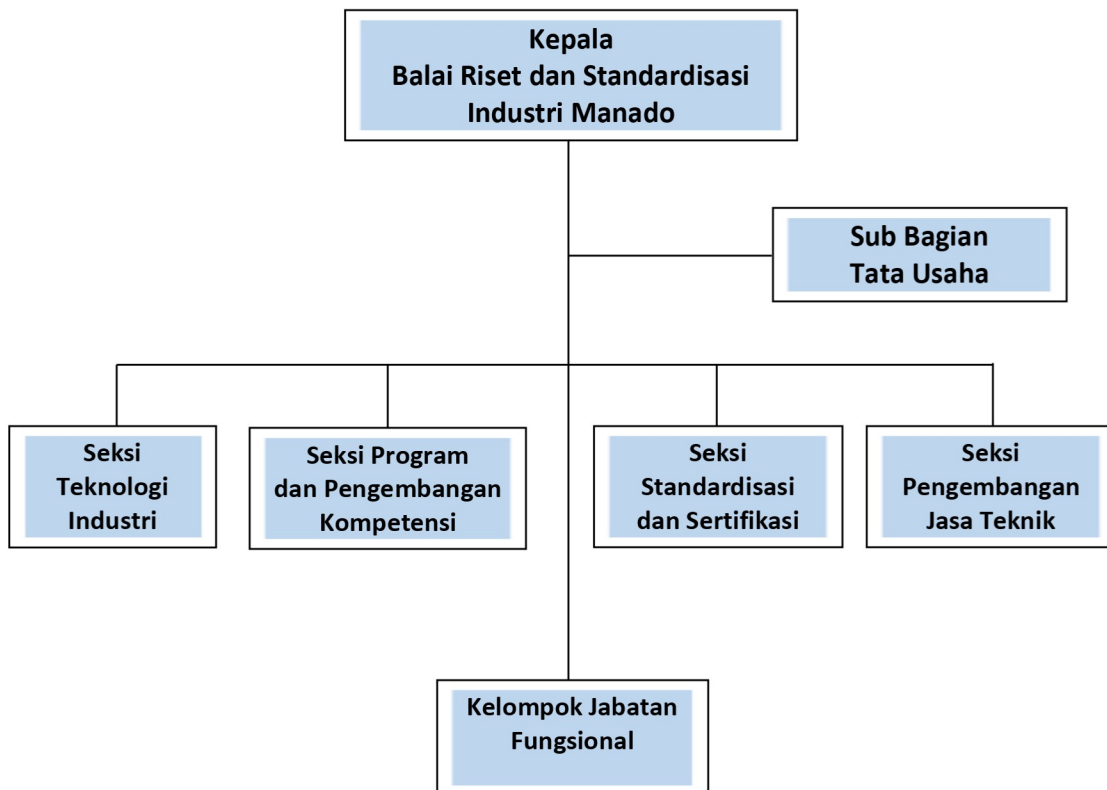 Kepala
Balai Riset dan Standardisasi
Industri Manado
Sub Bagian
Tata Usaha
Seksi
Teknologi
Industri
Seksi Program
dan Pengembangan
Kompetensi
Seksi
Standardisasi
dan Sertifikasi
Seksi
Pengembangan
Jasa Teknik
Kelompok Jabatan
Fungsional